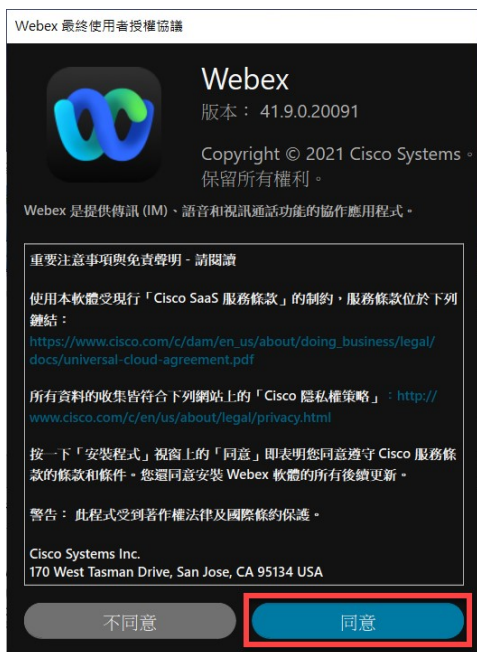 Webex 最終使用者授權協議
Webex
版本： 41.9.0.20091
Copyright © 2021 Cisco Systems。
保留所有權利。
Webex 是提供傳訊 (IM)、語音和視訊通話功能的協作應用程式。
重要注意事項與免責聲明 - 請閱讀
使用本軟體受現行「Cisco SaaS 服務條款」的制約，服務條款位於下列
鏈結：
https://www.cisco.com/c/dam/en_us/about/doing_business/legal/
docs/universal-cloud-agreement.pdf
所有資料的收集皆符合下列網站上的「Cisco 隱私權策略」：http://
www.cisco.com/c/en/us/about/legal/privacy.html
按一下「安裝程式」視窗上的「同意」即表明您同意遵守 Cisco 服務條
款的條款和條件。您還同意安裝 Webex 軟體的所有後續更新。
警告： 此程式受到著作權法律及國際條約保護。
Cisco Systems Inc.
170 West Tasman Drive, San Jose, CA 95134 USA
不同意
同意